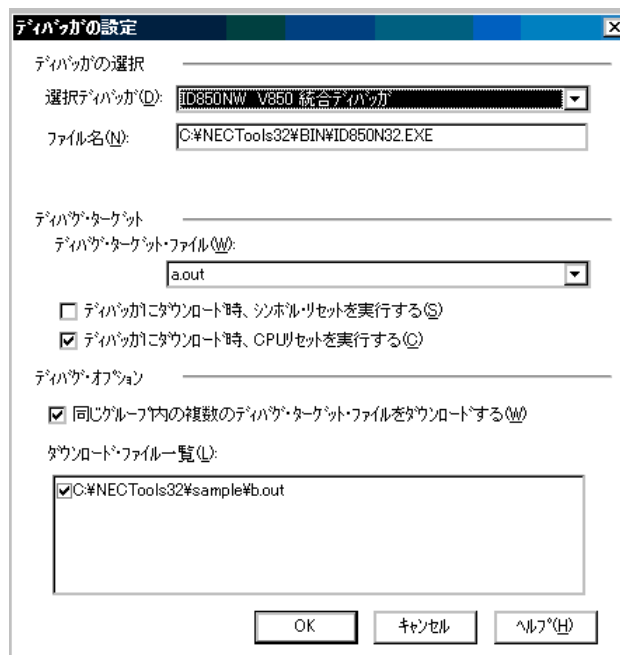 ﾃﾞｨﾊﾞｯｶﾞの設定
ﾃﾞｨﾊﾞｯｶﾞの選択
選択ﾃﾞｨﾊﾞｯｶﾞ(D):
ID850NW V850 統合ﾃﾞｨﾊﾞｯｶﾞ
ﾌｧｲﾙ名(N):
C:¥NECTools32¥BIN¥ID850N32.EXE
ﾃﾞｨﾊﾞｸﾞ･ﾀｰｹﾞｯﾄ
ﾃﾞｨﾊﾞｸﾞ･ﾀｰｹﾞｯﾄ･ﾌｧｲﾙ(W):
a.out
ﾃﾞｨﾊﾞｯｶﾞにﾀﾞｳﾝﾛｰﾄﾞ時、ｼﾝﾎﾞﾙ･ﾘｾｯﾄを実行する(S)
ﾃﾞｨﾊﾞｯｶﾞにﾀﾞｳﾝﾛｰﾄﾞ時、CPUﾘｾｯﾄを実行する(C)
ﾃﾞｨﾊﾞｸﾞ･ｵﾌﾟｼｮﾝ
同じｸﾞﾙｰﾌﾟ内の複数のﾃﾞｨﾊﾞｸﾞ･ﾀｰｹﾞｯﾄ･ﾌｧｲﾙをﾀﾞｳﾝﾛｰﾄﾞする(W)
ﾀﾞｳﾝﾛｰﾄﾞ･ﾌｧｲﾙ一覧(L):
C:¥NECTools32¥sample¥b.out
OK
ｷｬﾝｾﾙ
ﾍﾙﾌﾟ(H)